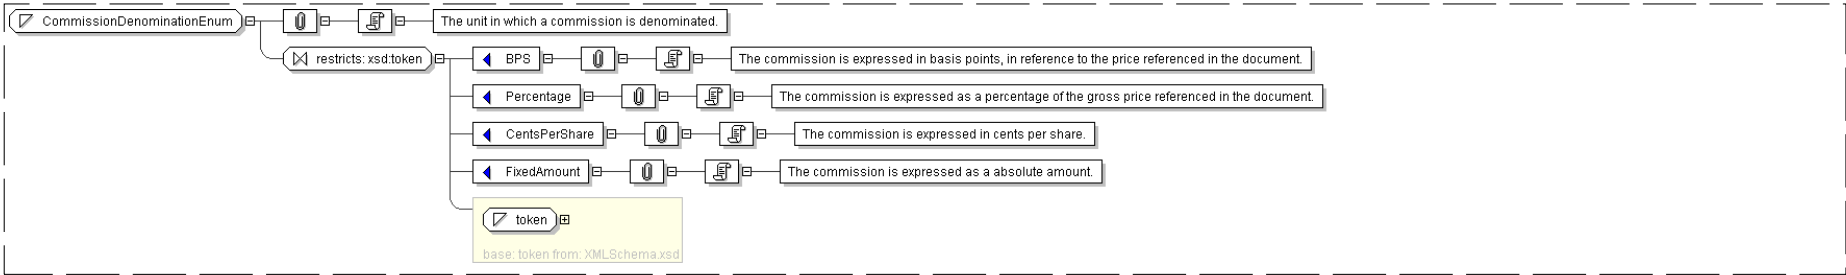 CommissionDenominationEnum The unit in which a commission is denominated.
restricts: xsd:token BPS The commission is expressed in basis points, in reference to the price referenced in the document.
Percentage The commission is expressed as a percentage of the gross price referenced in the document.
CentsPerShare The commission is expressed in cents per share.
FixedAmount The commission is expressed as a absolute amount.
token
base: token from: XMLSchema.xsd